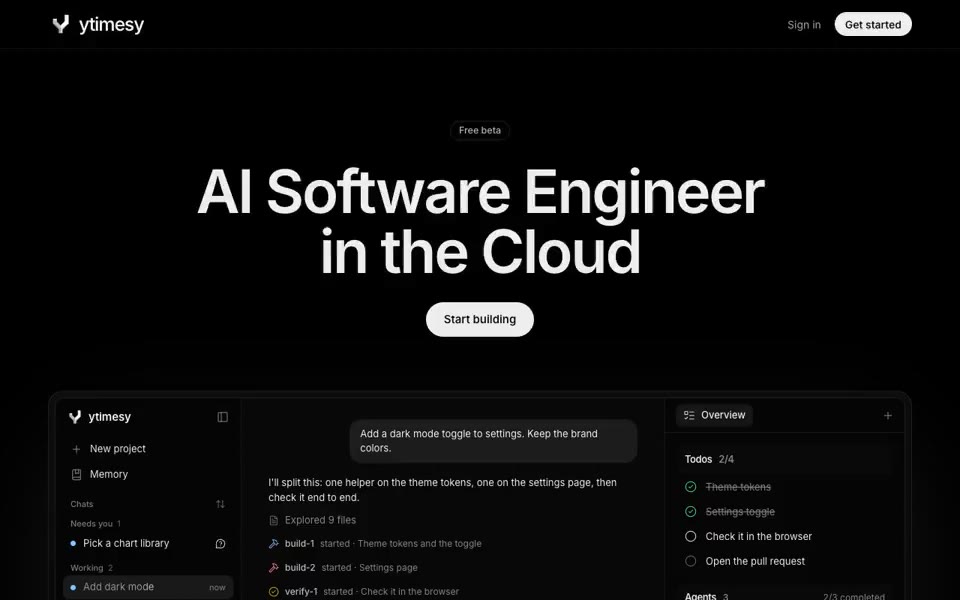 ytimesy
Sign in
Get started
Free beta
AI Software Engineer
in the Cloud
Start building
ytimesy
New project
Memory
Chats
Needs you 1
Pick a chart library
Working 2
Add dark mode now
Add a dark mode toggle to settings. Keep the brand
colors.
I'll split this: one helper on the theme tokens, one on the settings page, then
check it end to end.
Explored 9 files
build-1 started · Theme tokens and the toggle
build-2 started · Settings page
verify-1 started · Check it in the browser
Overview
Todos 2/4
Theme tokens
Settings toggle
Check it in the browser
Open the pull request
Agents 3 2/3 completed